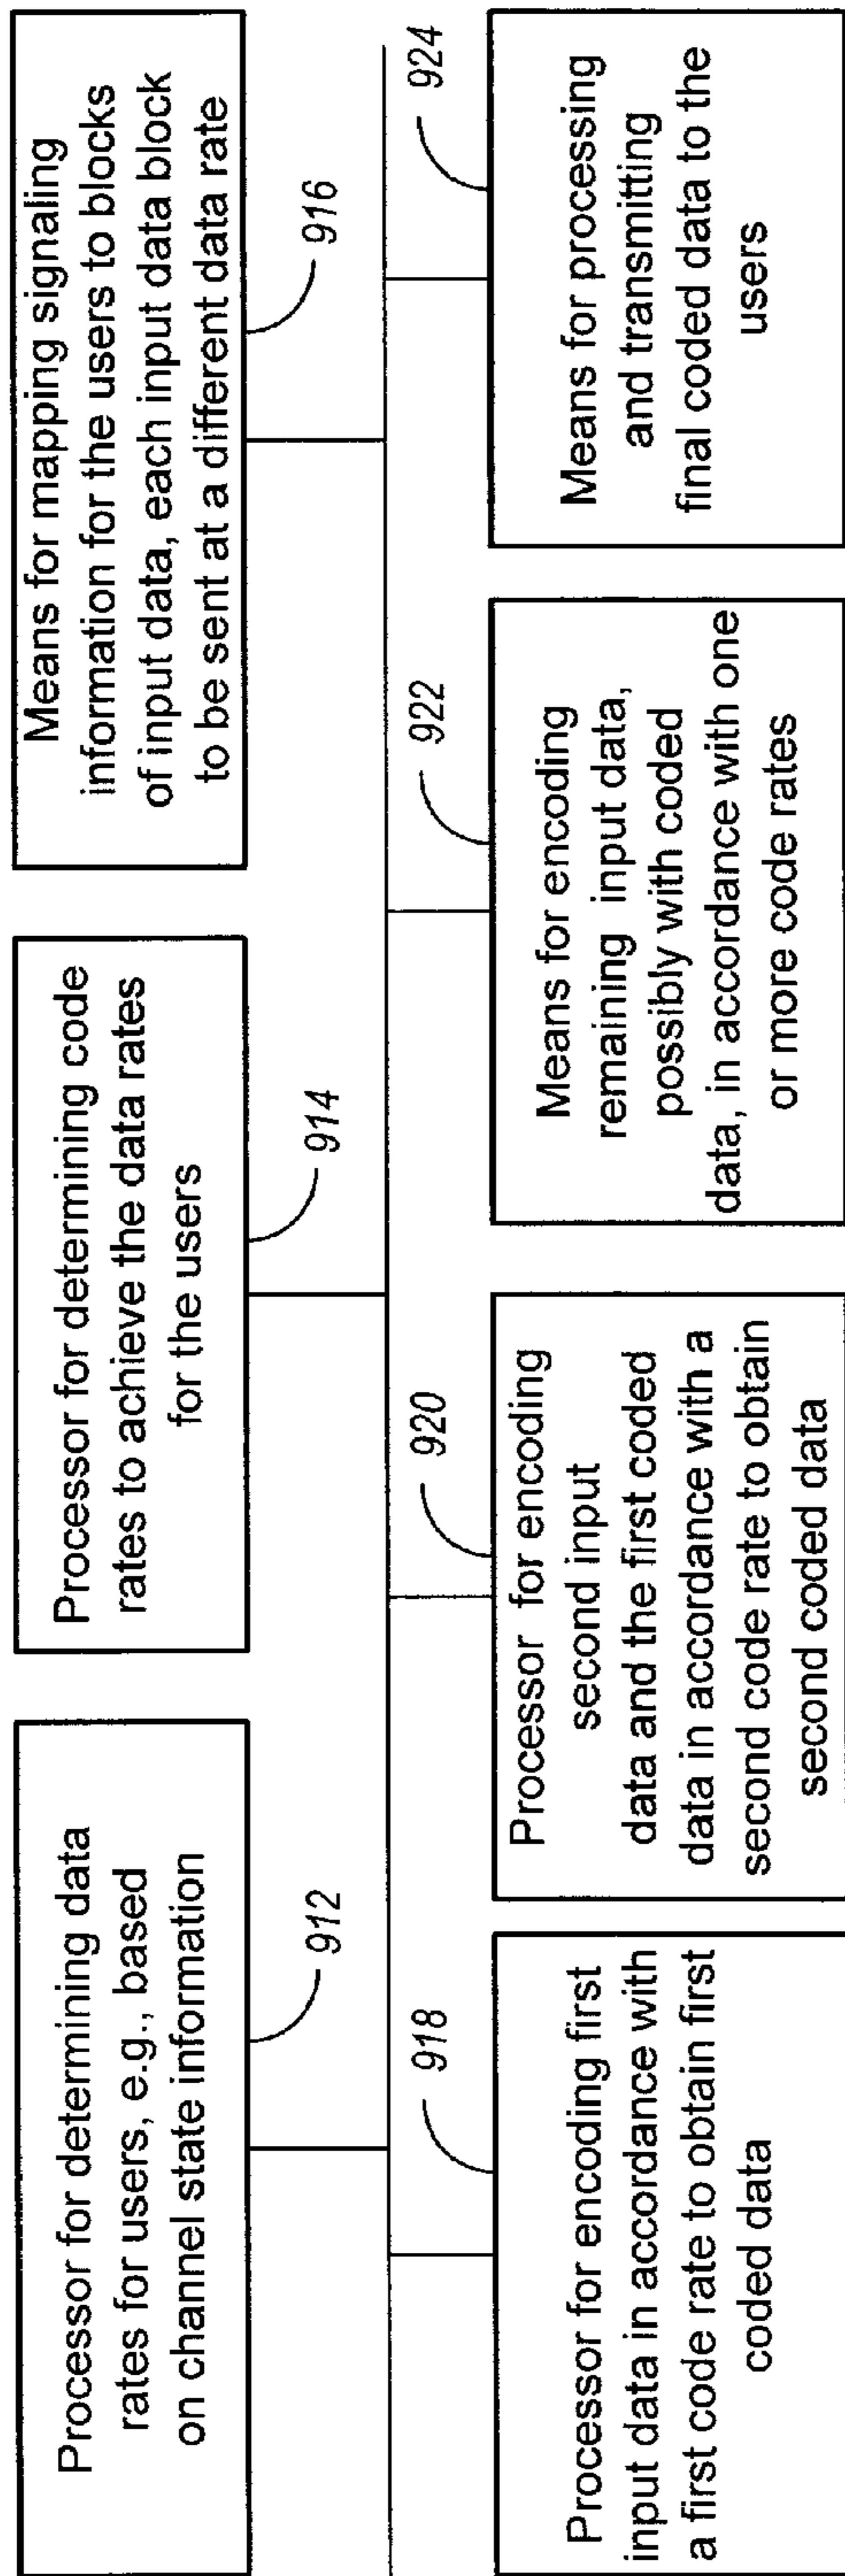 Processor for determining data
rates for users, e.g., based
on channel state information
912
Processor for determining code
rates to achieve the data rates
for the users
914
Means for mapping signaling
information for the users to blocks
of input data, each input data block
to be sent at a different data rate
916
918
Processor for encoding first
input data in accordance with
a first code rate to obtain first
coded data
920
Processor for encoding
second input
data and the first coded
data in accordance with a
second code rate to obtain
second coded data
922
Means for encoding
remaining input data,
possibly with coded
data, in accordance with one
or more code rates
924
Means for processing
and transmitting
final coded data to the
users